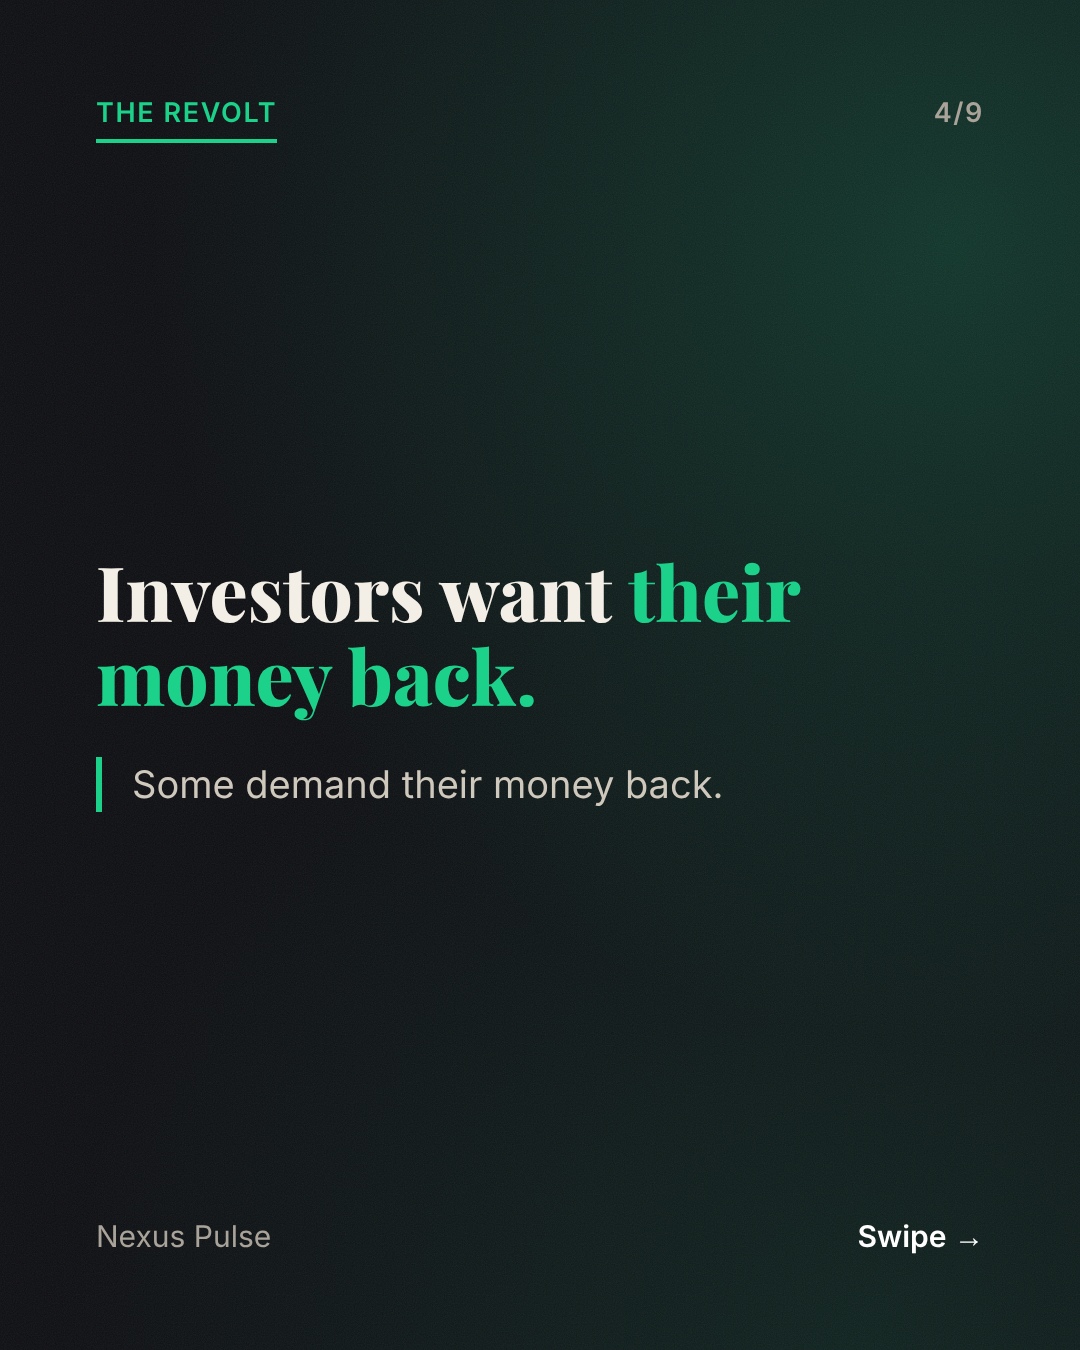 THE REVOLT
4/9
Investors want their
money back.
Some demand their money back.
Nexus Pulse
Swipe →